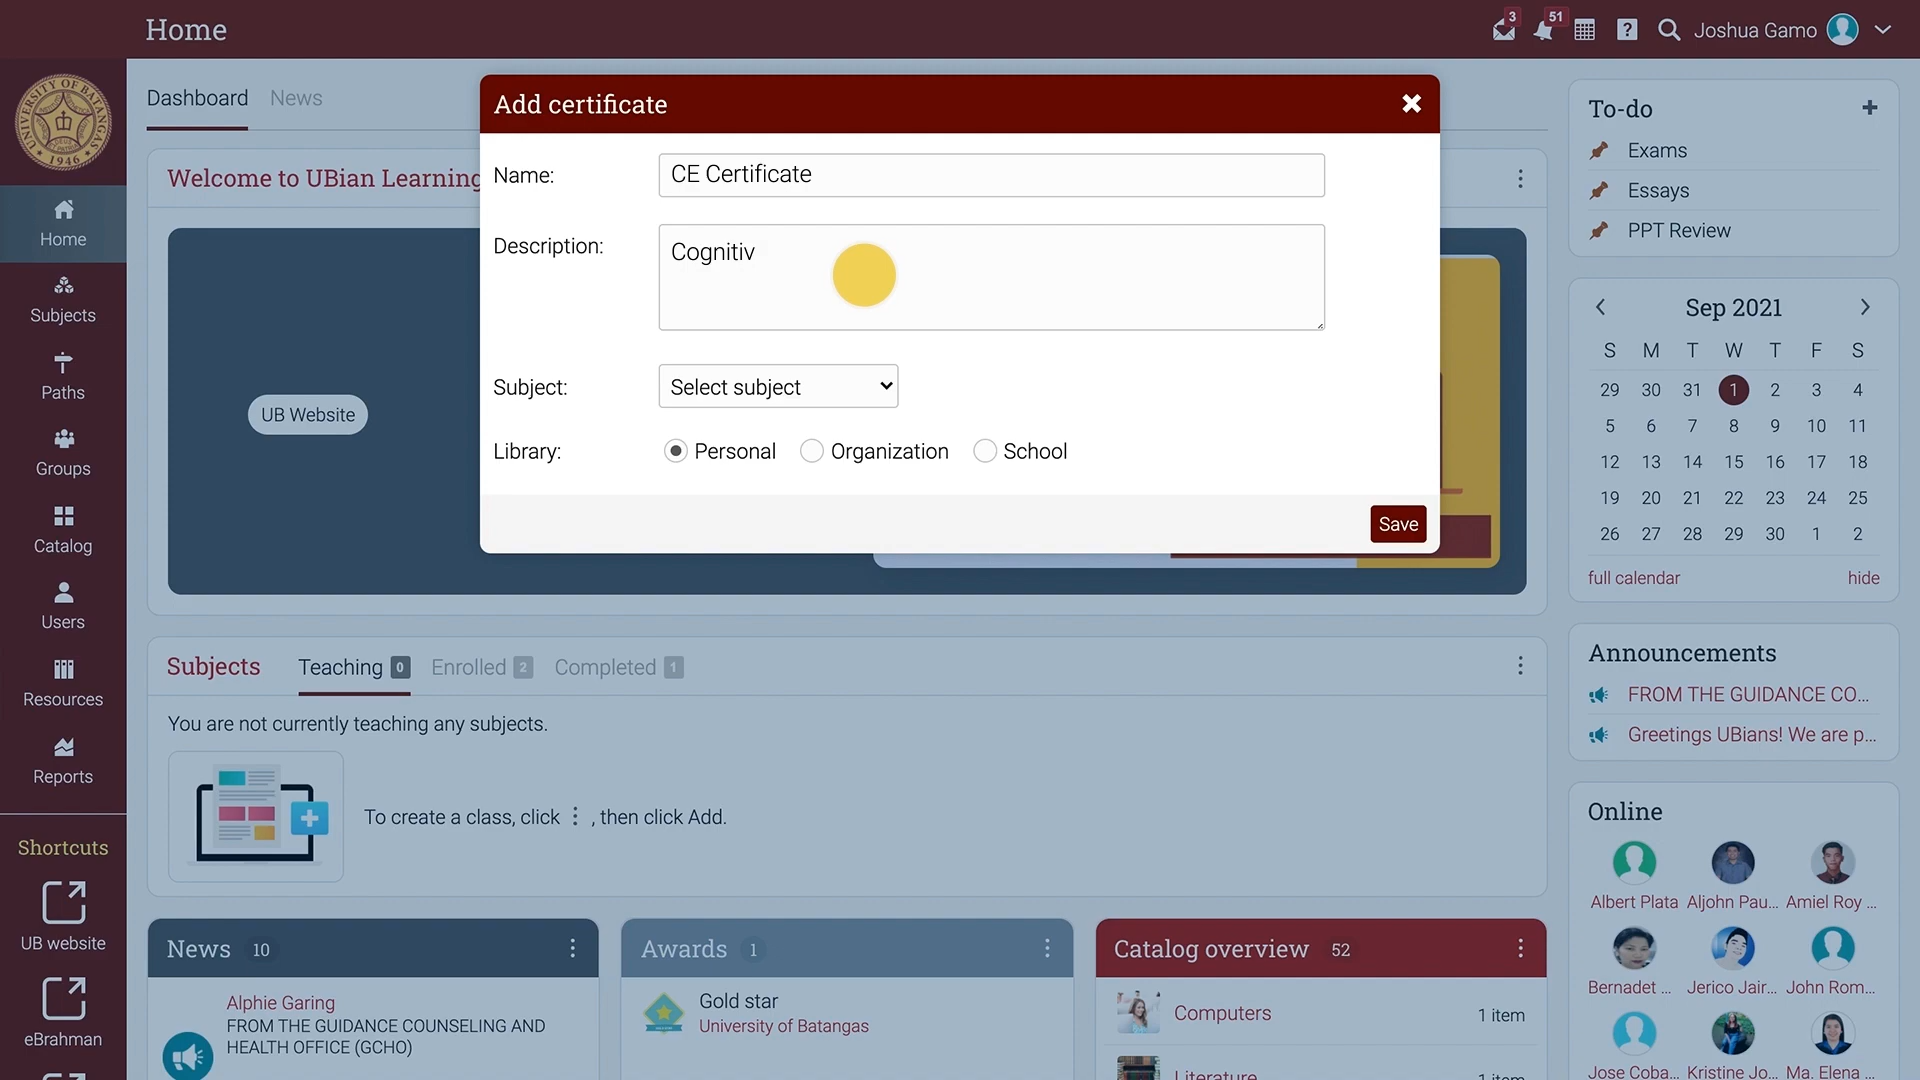 Home
3
51
?
Joshua Gamo
UNIVERSITY OF BATANGAS
1946
Home
Subjects
Paths
Groups
Catalog
Users
Resources
Reports
Shortcuts
UB website
eBrahman
Dashboard
News
Welcome to UBian Learning
UB Website
Add certificate
Name:
CE Certificate
Description:
Cognitiv
Subject:
Select subject
Library:
Personal
Organization
School
Save
Subjects
Teaching 0
Enrolled 2
Completed 1
You are not currently teaching any subjects.
To create a class, click ⋮ , then click Add.
News 10
Alphie Garing
FROM THE GUIDANCE COUNSELING AND
HEALTH OFFICE (GCHO)
Awards 1
Gold star
University of Batangas
Catalog overview 52
Computers
1 item
Literature
1 item
To-do
Exams
Essays
PPT Review
Sep 2021
S M T W T F S
29 30 31 1 2 3 4
5 6 7 8 9 10 11
12 13 14 15 16 17 18
19 20 21 22 23 24 25
26 27 28 29 30 1 2
full calendar
hide
Announcements
FROM THE GUIDANCE CO...
Greetings UBians! We are p...
Online
Albert Plata
Aljohn Pau...
Amiel Roy ...
Bernadet ...
Jerico Jair...
John Rom...
Jose Coba...
Kristine Jo...
Ma. Elena ...